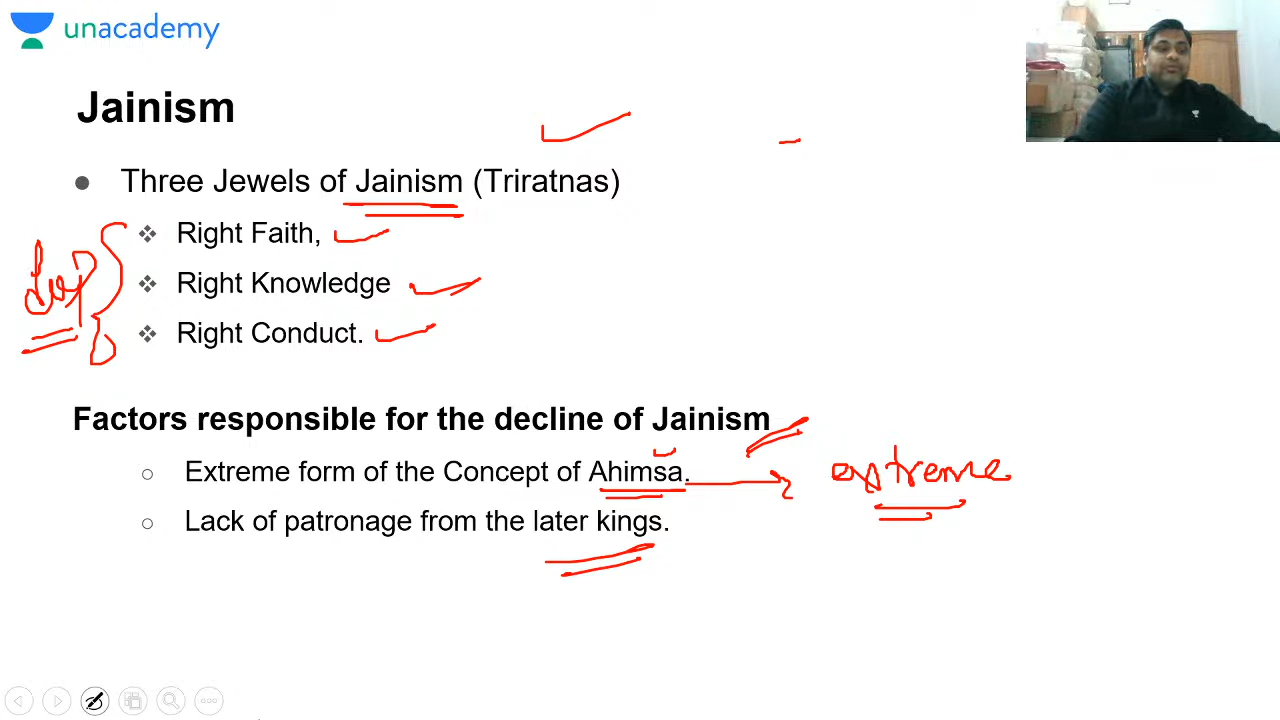 unacademy
Jainism
Three Jewels of Jainism (Triratnas)
Right Faith,
Right Knowledge
Right Conduct.
Factors responsible for the decline of Jainism
Extreme form of the Concept of Ahimsa. extreme
Lack of patronage from the later kings.